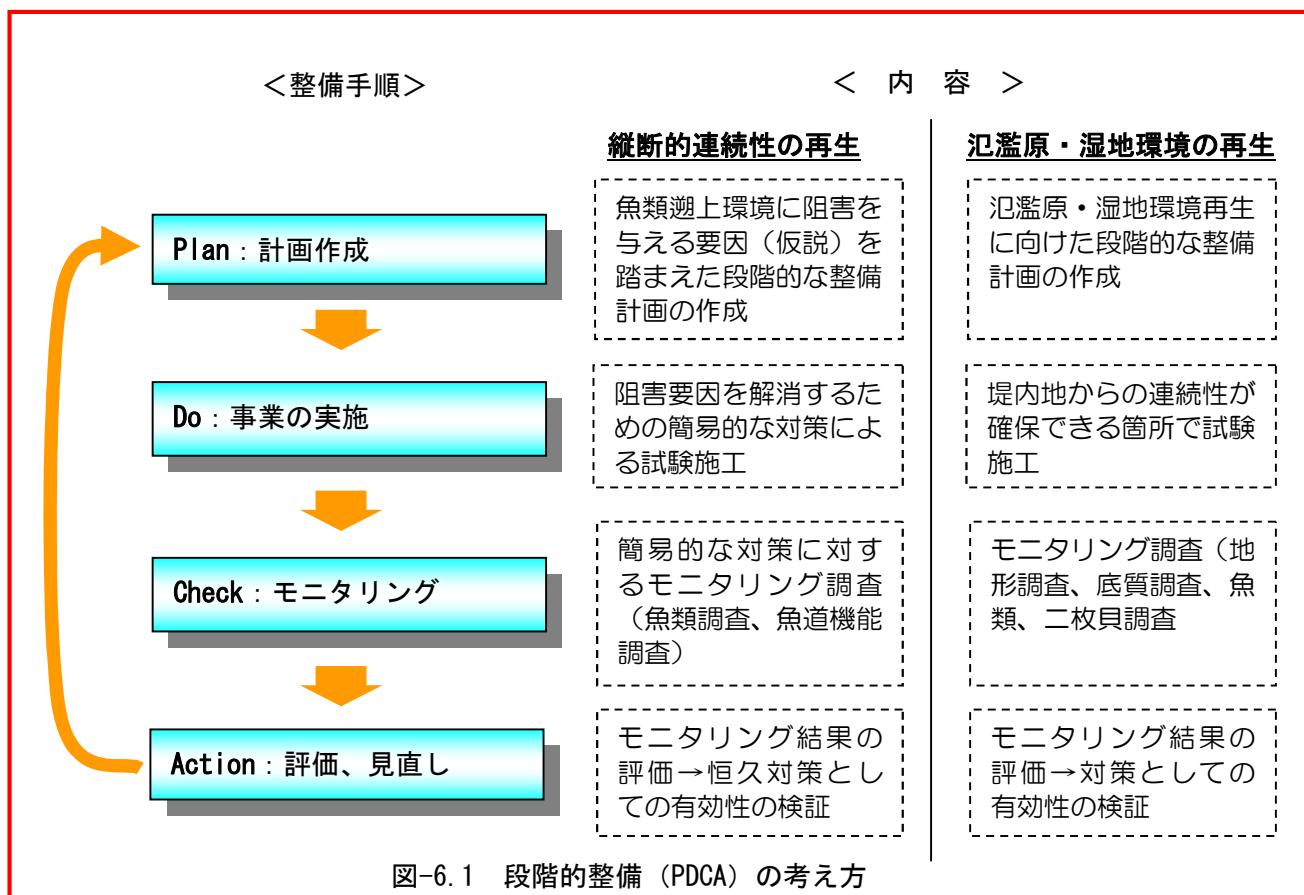 ＜整備手順＞
＜ 内 容 ＞
縦断的連続性の再生
氾濫原・湿地環境の再生
Plan：計画作成
魚類遡上環境に阻害を
与える要因（仮説）を
踏まえた段階的な整備
計画の作成
氾濫原・湿地環境再生
に向けた段階的な整備
計画の作成
Do：事業の実施
阻害要因を解消するた
めの簡易的な対策によ
る試験施工
堤内地からの連続性が
確保できる箇所で試験
施工
Check：モニタリング
簡易的な対策に対す
るモニタリング調査
（魚類調査、魚道機能
調査）
モニタリング調査（地
形調査、底質調査、魚
類、二枚貝調査
Action：評価、見直し
モニタリング結果の
評価→恒久対策とし
ての有効性の検証
モニタリング結果の
評価→対策としての
有効性の検証
図-6.1 段階的整備（PDCA）の考え方